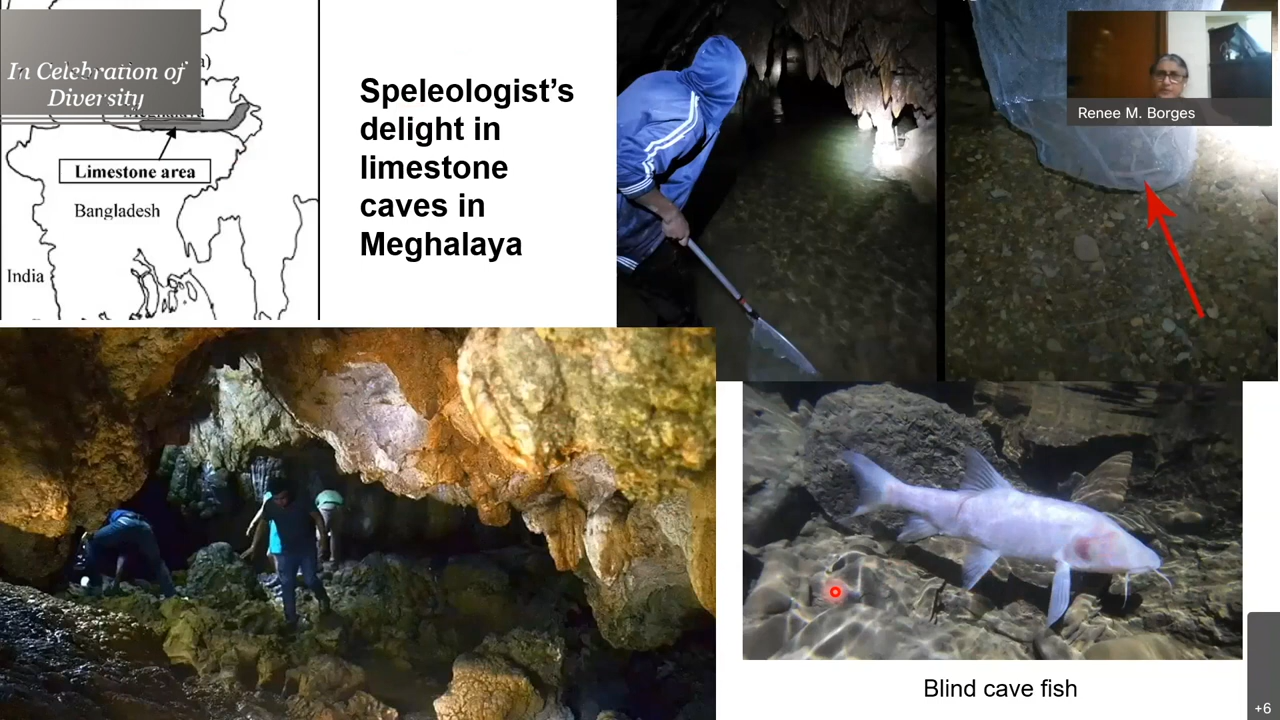 In Celebration of
Diversity
Limestone area
Bangladesh
India
Speleologist's
delight in
limestone
caves in
Meghalaya
Renee M. Borges
Blind cave fish
+6